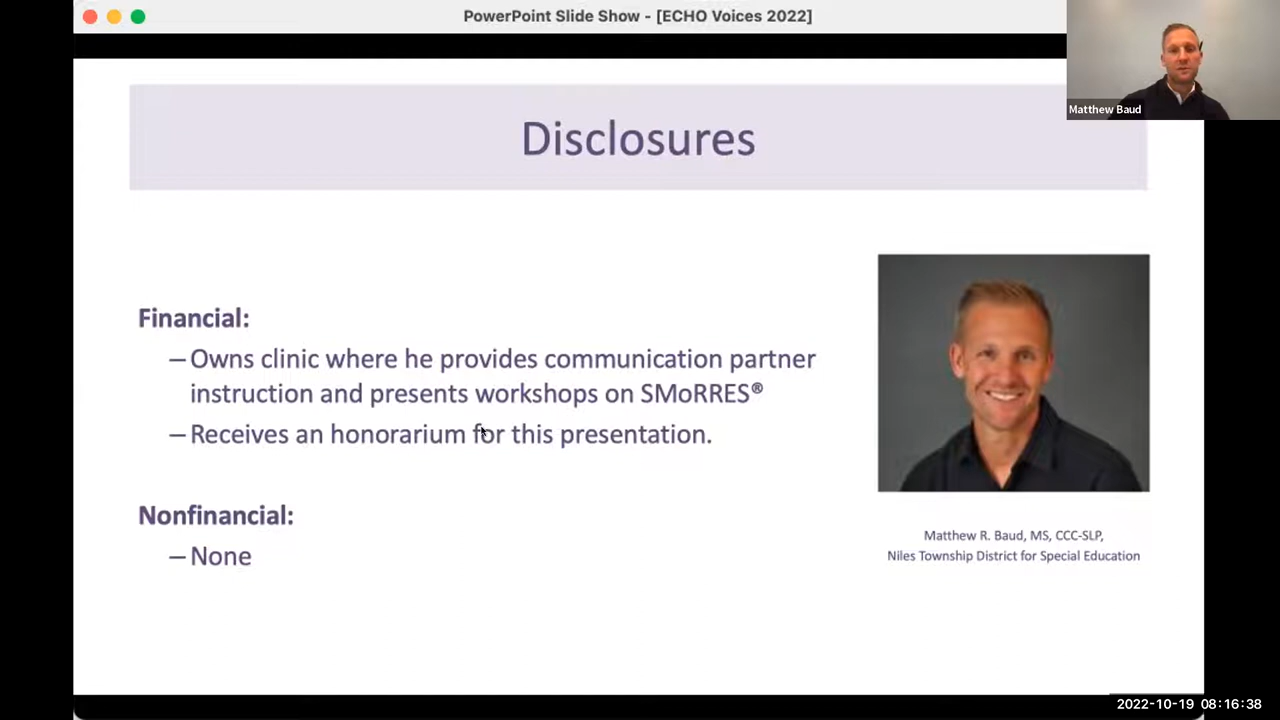 PowerPoint Slide Show - [ECHO Voices 2022]
Matthew Baud
Disclosures
Financial:
–Owns clinic where he provides communication partner
instruction and presents workshops on SMoRRES®
–Receives an honorarium for this presentation.
Nonfinancial:
–None
Matthew R. Baud, MS, CCC-SLP,
Niles Township District for Special Education
2022-10-19 08:16:38